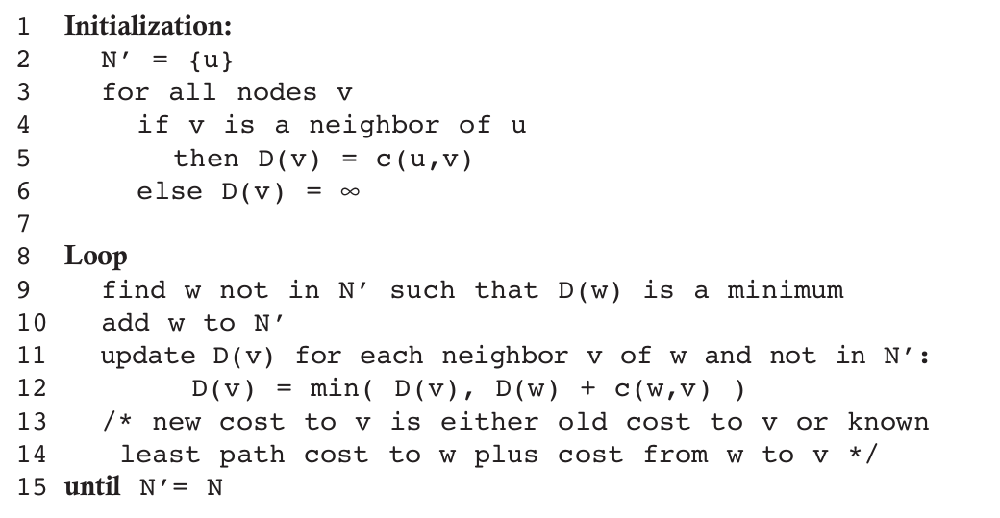 1 Initialization:
2 N’ = {u}
3 for all nodes v
4 if v is a neighbor of u
5 then D(v) = c(u,v)
6 else D(v) = ∞
7
8 Loop
9 find w not in N’ such that D(w) is a minimum
10 add w to N’
11 update D(v) for each neighbor v of w and not in N’:
12 D(v) = min( D(v), D(w) + c(w,v) )
13 /* new cost to v is either old cost to v or known
14 least path cost to w plus cost from w to v */
15 until N’= N